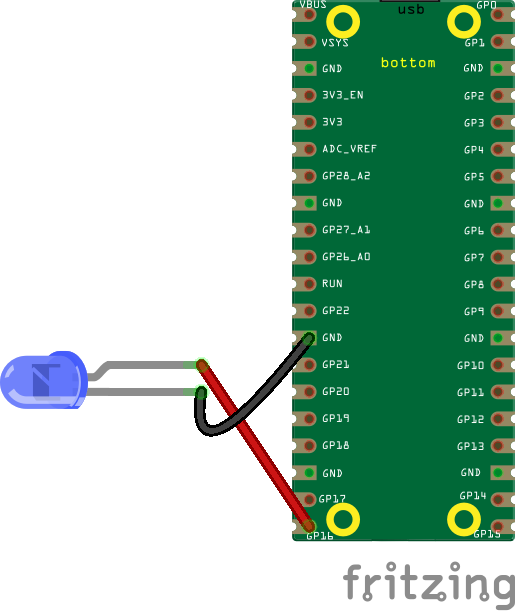 usb
VBUS GP0
VSYS GP1
bottom
GND GND
3V3_EN GP2
3V3 GP3
ADC_VREF GP4
GP28_A2 GP5
GND GND
GP27_A1 GP6
GP26_A0 GP7
RUN GP8
GP22 GP9
GND GND
GP21 GP10
GP20 GP11
GP19 GP12
GP18 GP13
GND GND
GP17 GP14
GP16 GP15
fritzing